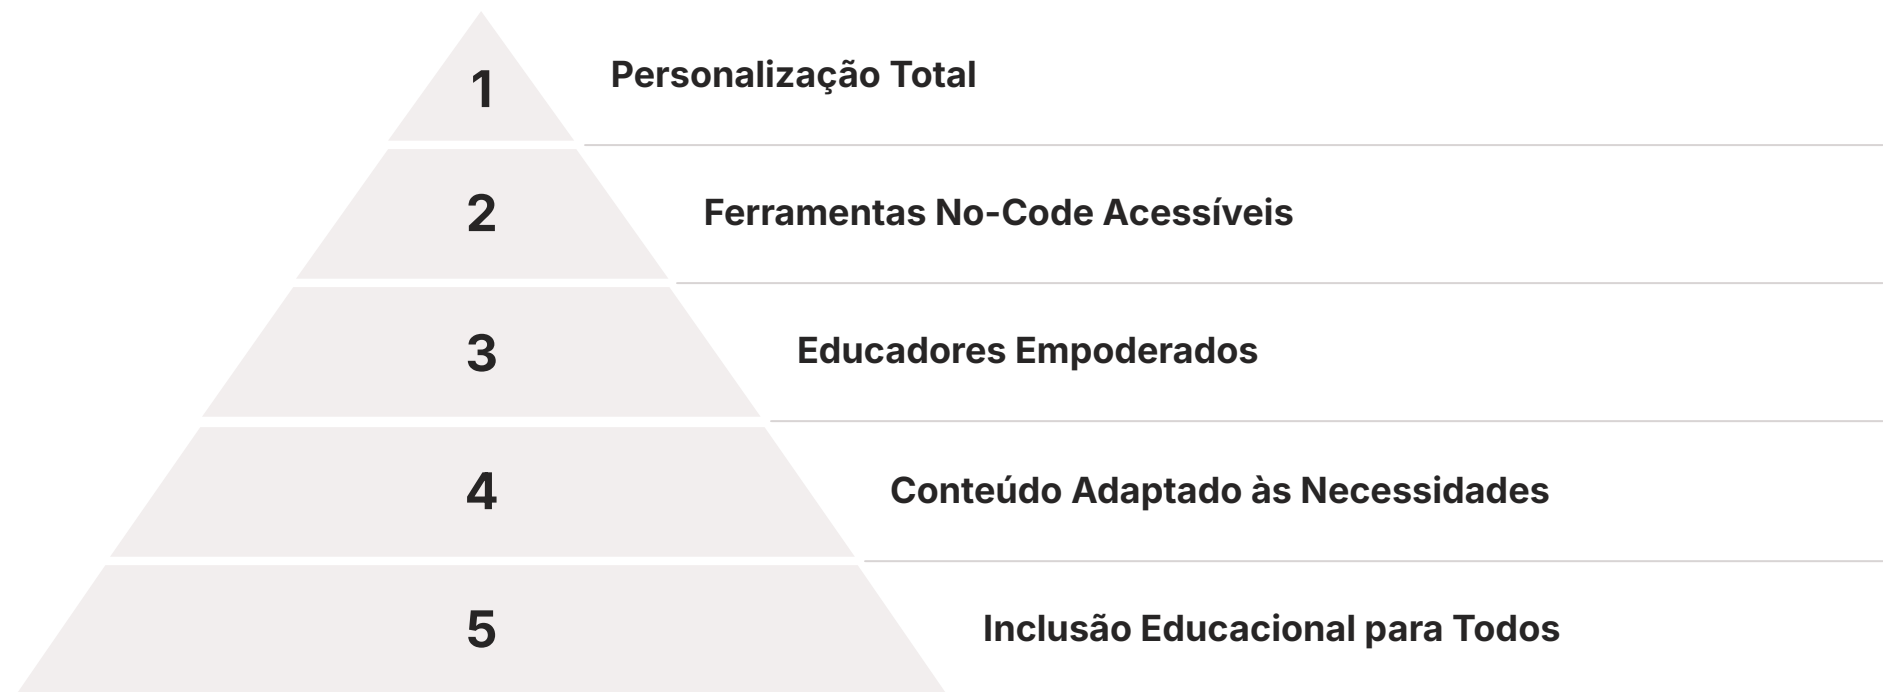 1
Personalização Total
2
Ferramentas No-Code Acessíveis
3
Educadores Empoderados
4
Conteúdo Adaptado às Necessidades
5
Inclusão Educacional para Todos